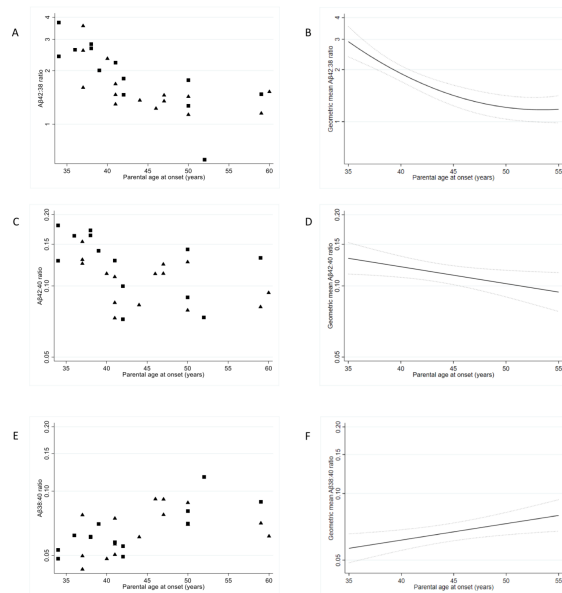 A
Aβ42:38 ratio
4
3
2
1
35 40 45 50 55 60
Parental age at onset (years)
B
Geometric mean Aβ42:38 ratio
4
3
2
1
35 40 45 50 55
Parental age at onset (years)
C
Aβ42:40 ratio
0.20
0.15
0.10
0.05
35 40 45 50 55 60
Parental age at onset (years)
D
Geometric mean Aβ42:40 ratio
0.20
0.15
0.10
0.05
35 40 45 50 55
Parental age at onset (years)
E
Aβ38:40 ratio
0.20
0.15
0.10
0.05
35 40 45 50 55 60
Parental age at onset (years)
F
Geometric mean Aβ38:40 ratio
0.20
0.15
0.10
0.05
35 40 45 50 55
Parental age at onset (years)